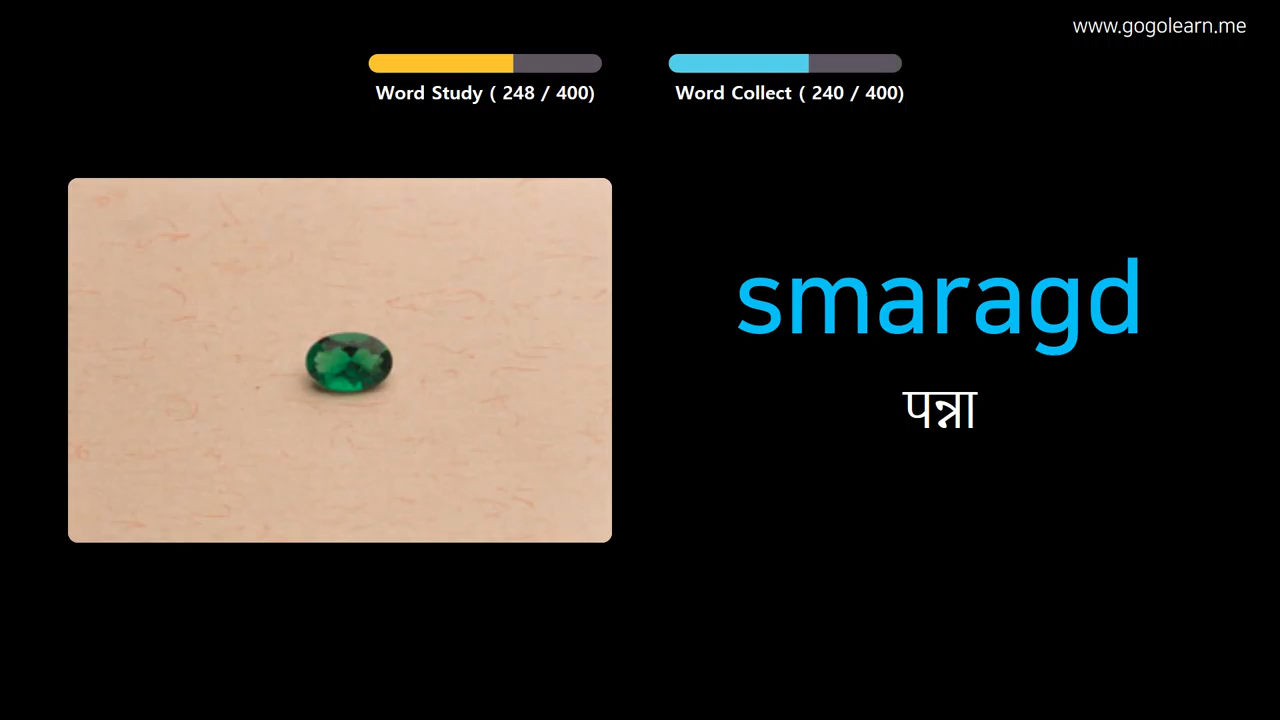 www.gogolearn.me
Word Study ( 248 / 400)
Word Collect ( 240 / 400)
smaragd
पन्ना